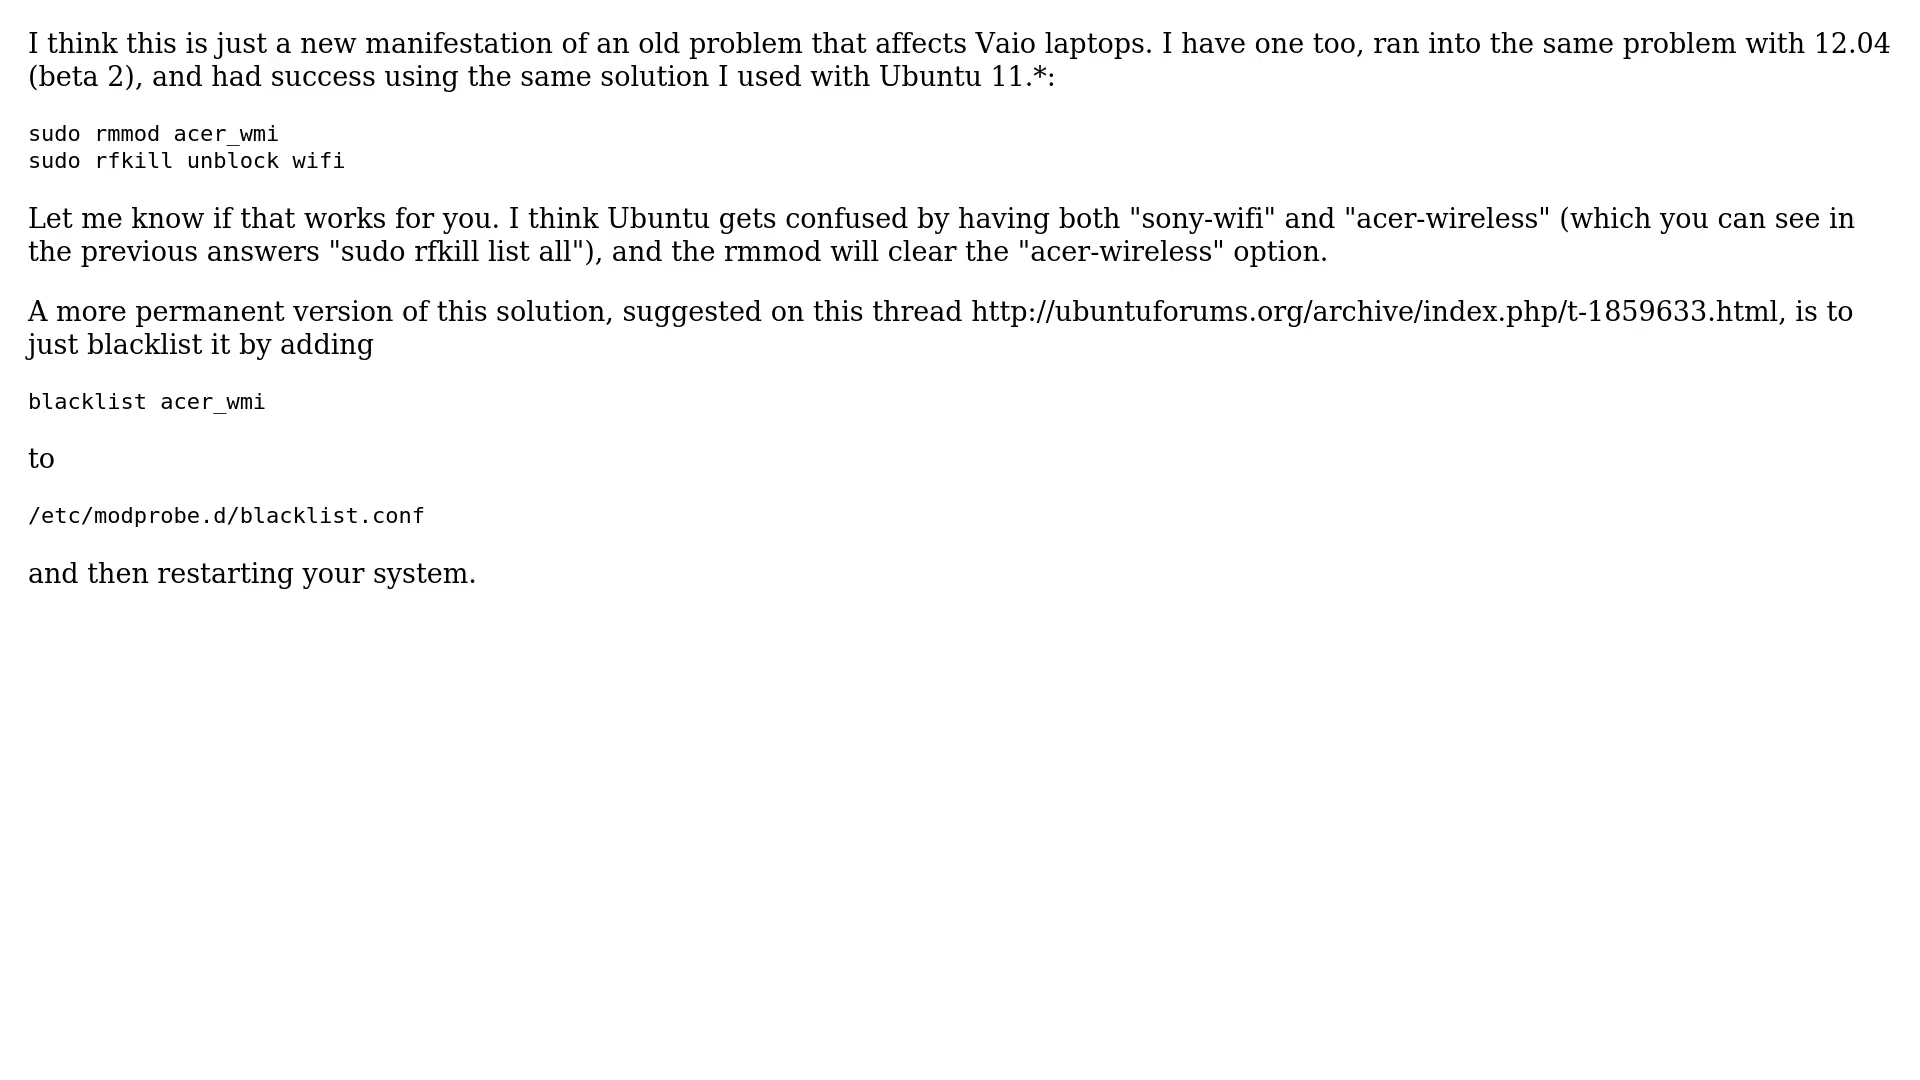 I think this is just a new manifestation of an old problem that affects Vaio laptops. I have one too, ran into the same problem with 12.04
(beta 2), and had success using the same solution I used with Ubuntu 11.*:
sudo rmmod acer_wmi
sudo rfkill unblock wifi
Let me know if that works for you. I think Ubuntu gets confused by having both "sony-wifi" and "acer-wireless" (which you can see in
the previous answers "sudo rfkill list all"), and the rmmod will clear the "acer-wireless" option.
A more permanent version of this solution, suggested on this thread http://ubuntuforums.org/archive/index.php/t-1859633.html, is to
just blacklist it by adding
blacklist acer_wmi
to
/etc/modprobe.d/blacklist.conf
and then restarting your system.